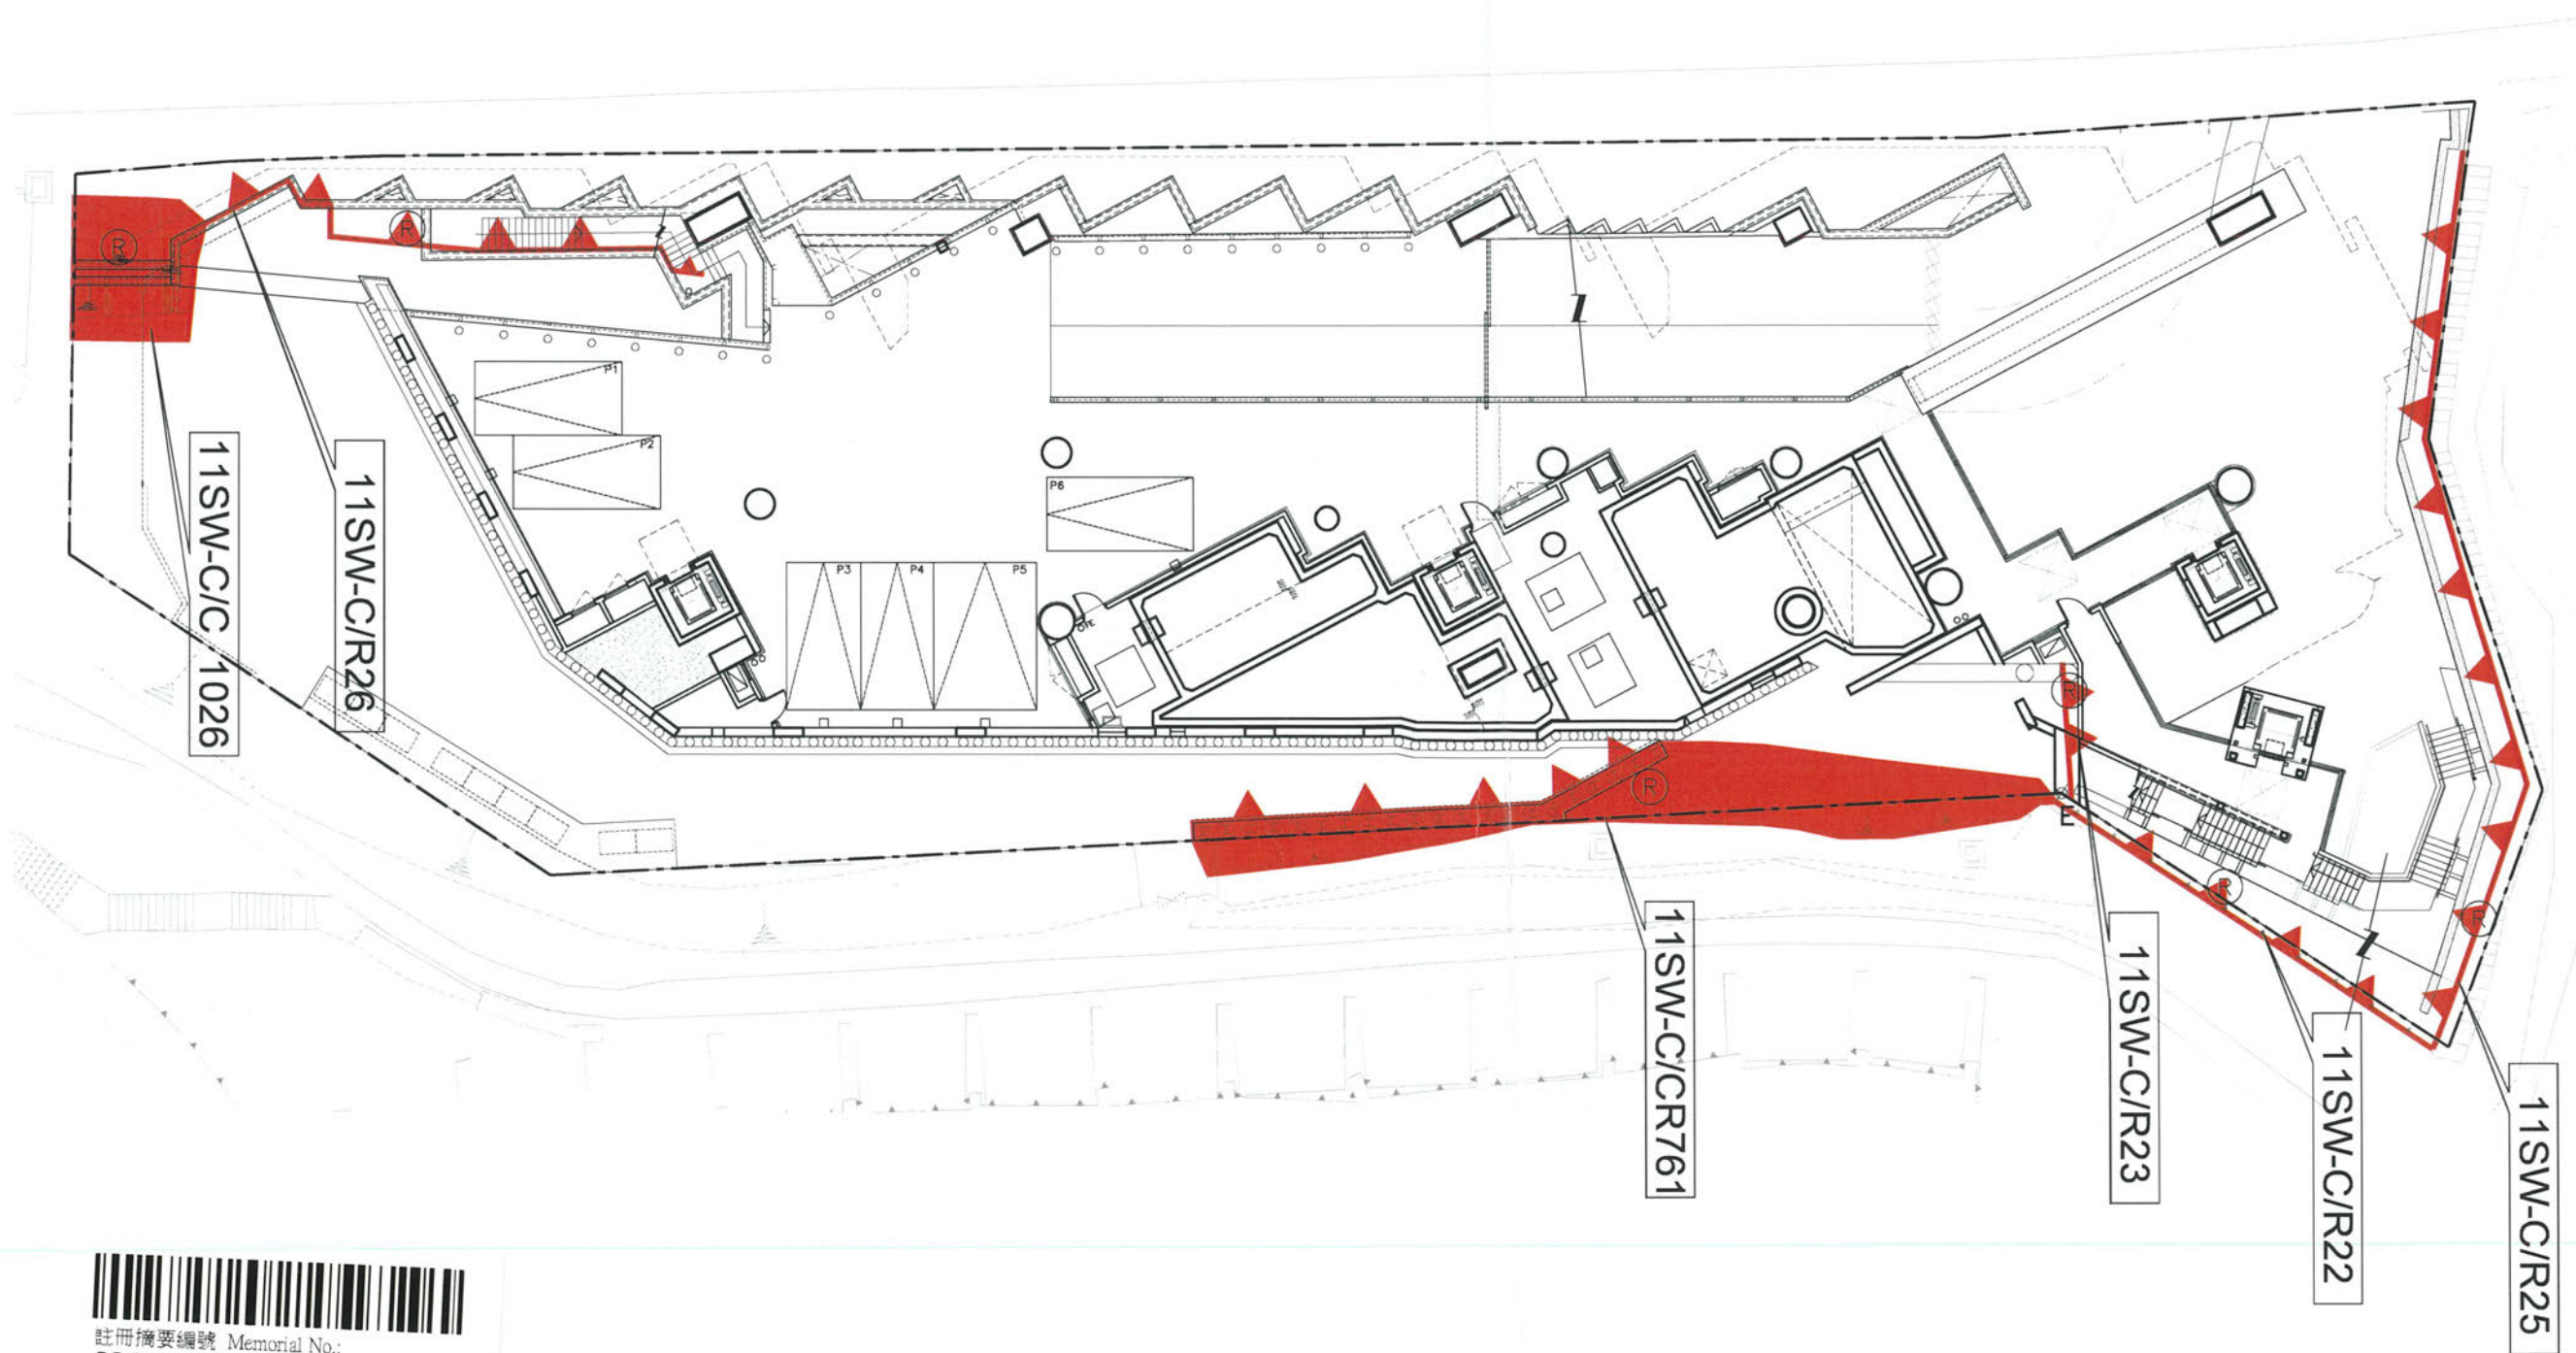 R
R
P1
P2
P6
P3
P4
P5
R
R
E
R
R
11SW-C/C 1026
11SW-C/R26
11SW-C/CR761
11SW-C/R23
11SW-C/R22
11SW-C/R25
註冊摘要編號 Memorial No.: